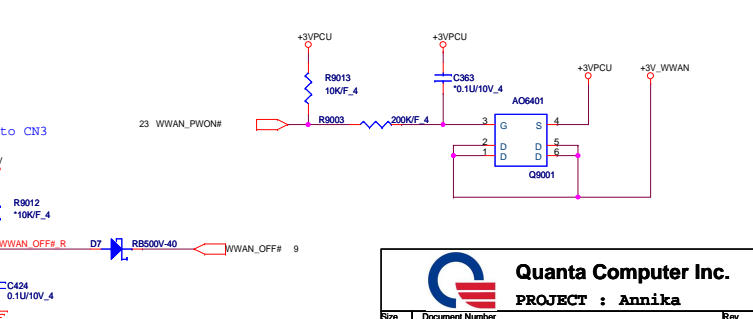 +3VPCU
+3VPCU
+3VPCU
+3V_WWAN
R9013
10K/F_4
C363
*0.1U/10V_4
AO6401
23 WWAN_PWON#
R9003
200K/F_4
3
G
S
4
2
D
D
5
1
D
D
6
Q9001
to CN3
R9012
*10K/F_4
WWAN_OFF#_R
D7
RB500V-40
WWAN_OFF# 9
C424
0.1U/10V_4
Quanta Computer Inc.
PROJECT : Annika
Size
Document Number
Rev